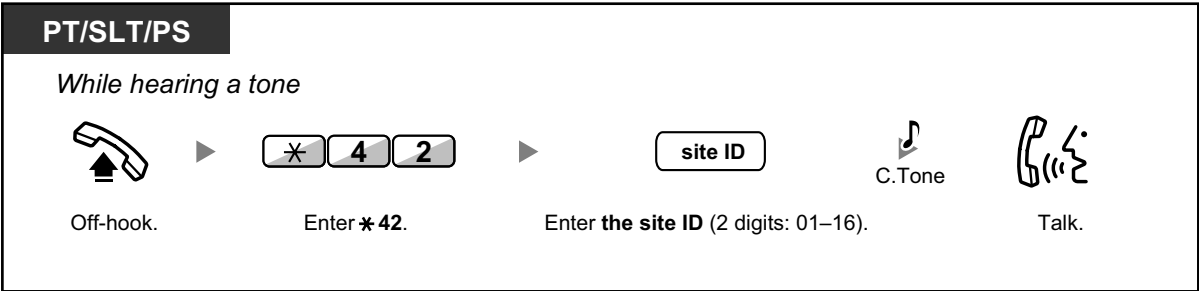 PT/SLT/PS
While hearing a tone
✳ 4 2
site ID
C.Tone
Off-hook.
Enter ✳ 42.
Enter the site ID (2 digits: 01–16).
Talk.